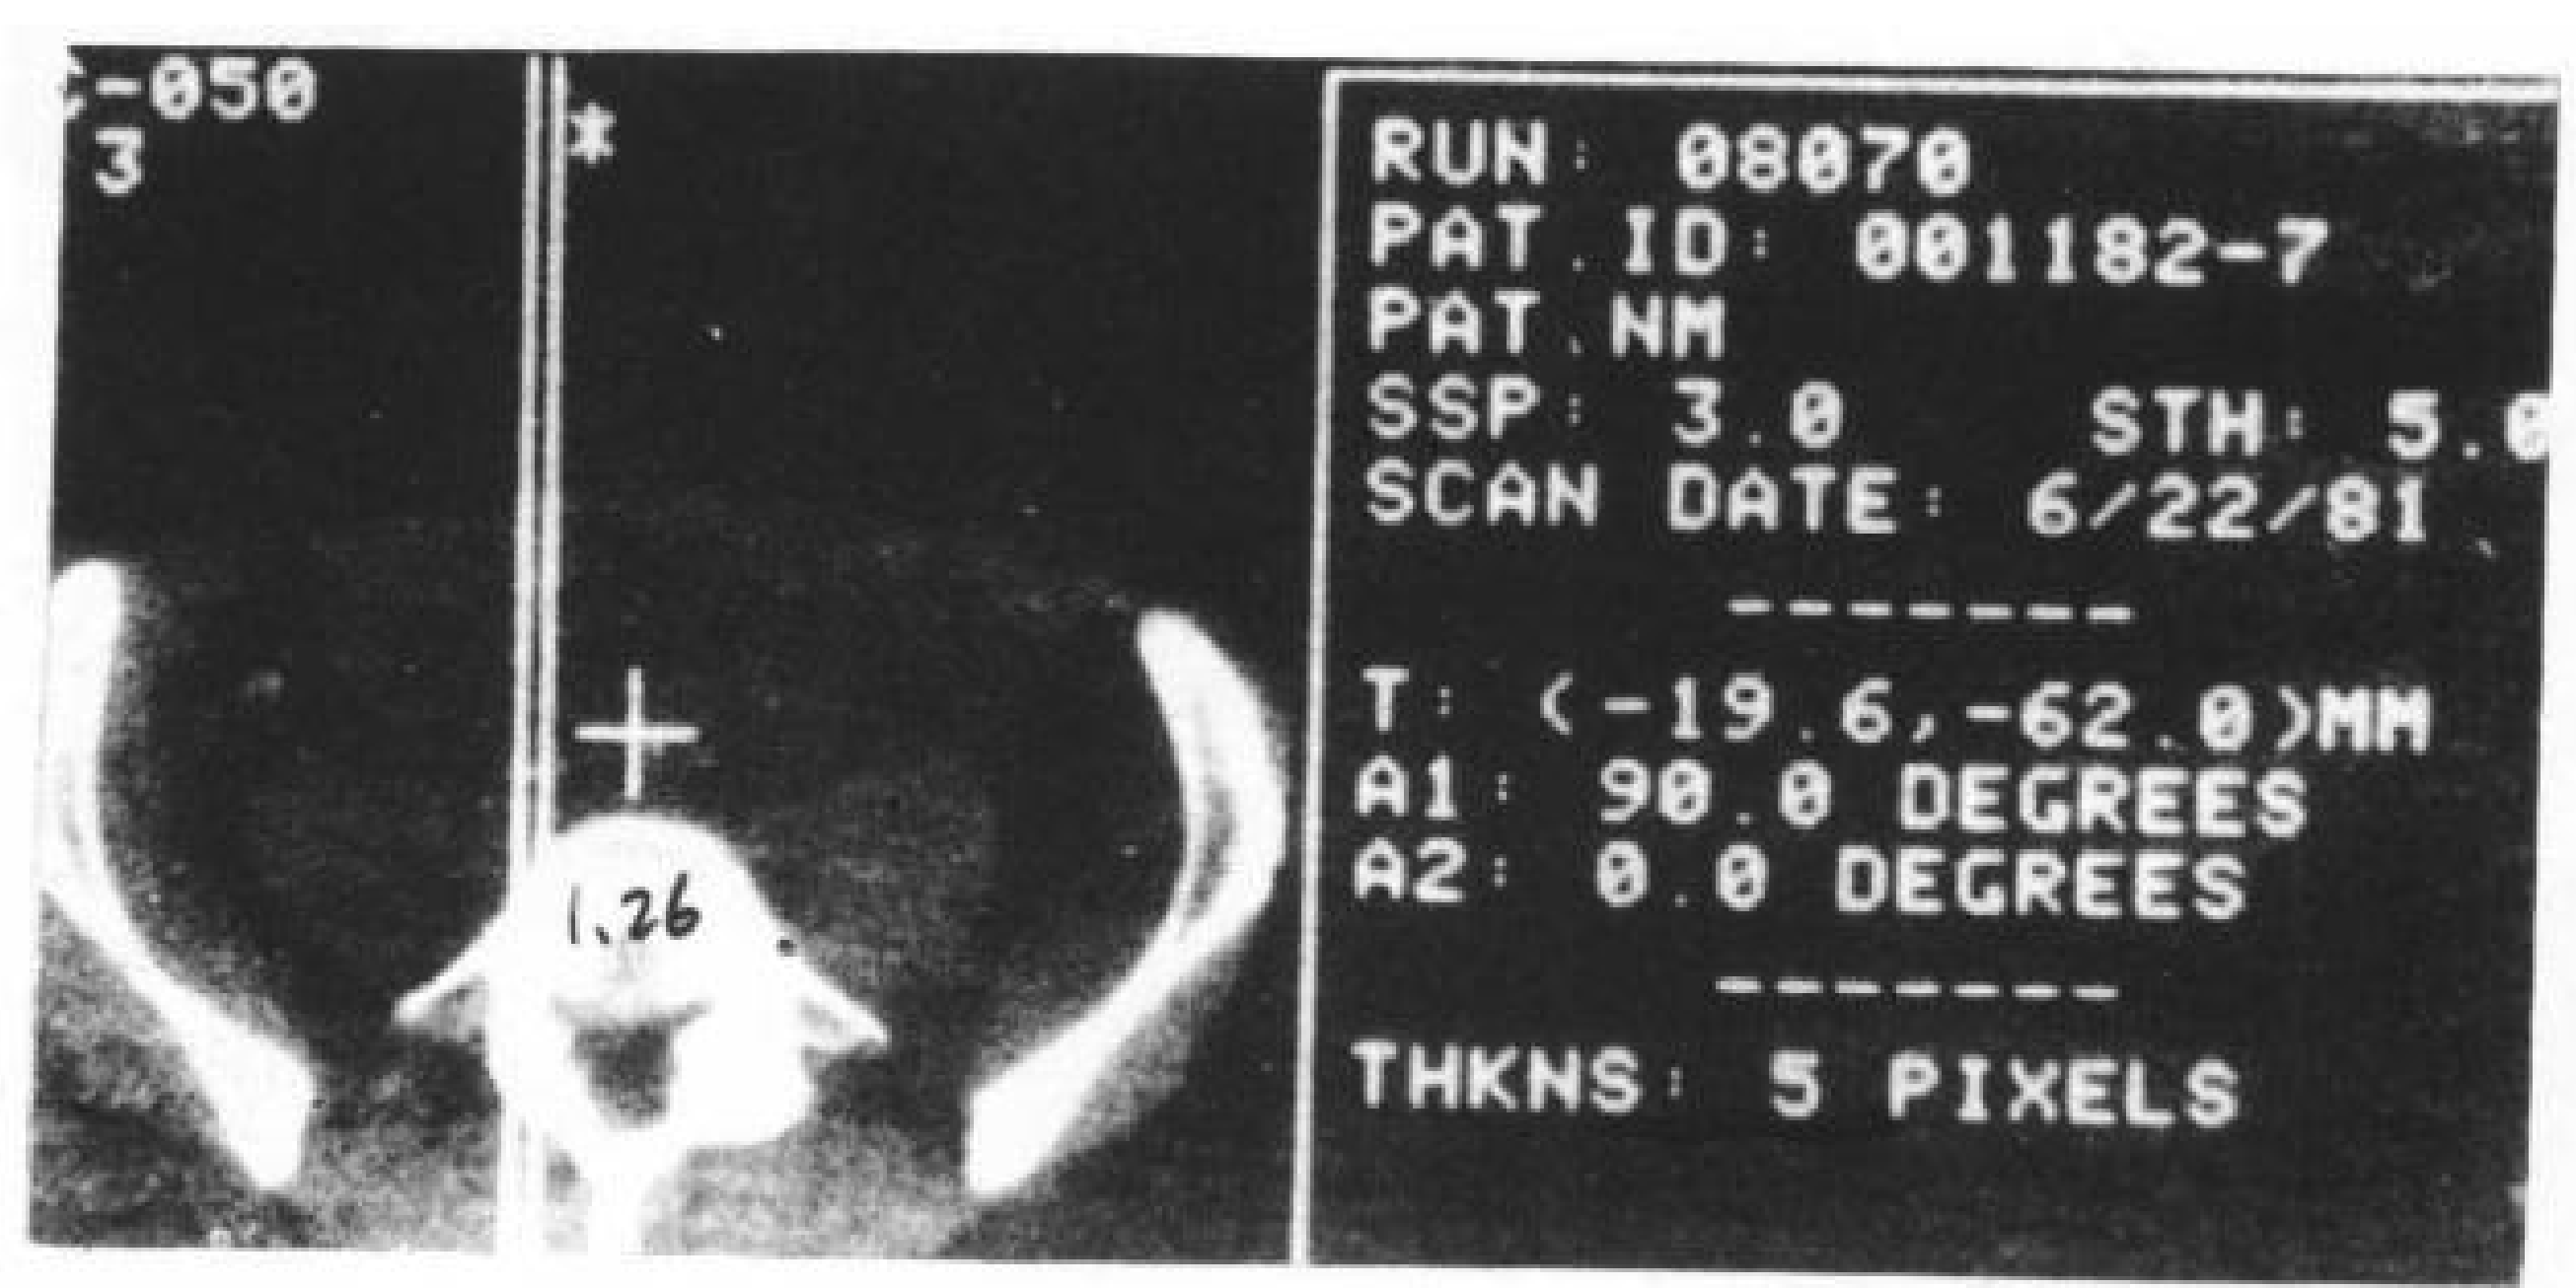 -050
3
*
1.26
RUN: 08070
PAT.ID: 001182-7
PAT.NM
SSP: 3.0 STH: 5.0
SCAN DATE: 6/22/81
-------
T: (-19.6,-62.0)MM
A1: 90.0 DEGREES
A2: 0.0 DEGREES
-------
THKNS: 5 PIXELS